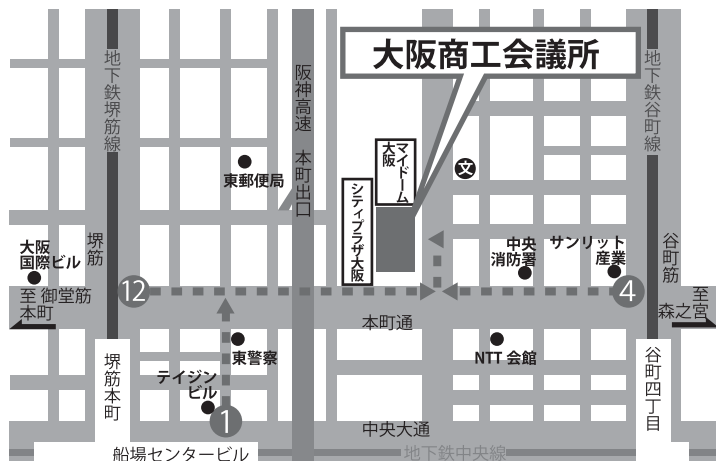 大阪商工会議所
地下鉄堺筋線
阪神高速 本町出口
地下鉄谷町線
マイドーム
大阪
文
シティプラザ大阪
東郵便局
堺筋
大阪
国際ビル
至 御堂筋
本町
中央
消防署
サンリット
産業
谷町筋
至
森之宮
12
4
本町通
東警察
NTT 会館
堺筋本町
テイジン
ビル
1
谷町四丁目
中央大通
船場センタービル
地下鉄中央線